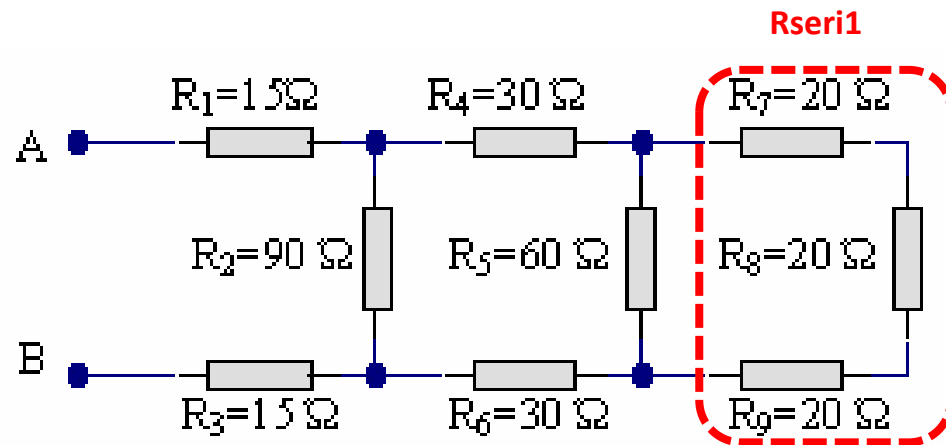 Rseri1
R₁=15Ω R₄=30 Ω R₇=20 Ω
A
R₂=90 Ω R₅=60 Ω R₈=20 Ω
B
R₃=15 Ω R₆=30 Ω R₉=20 Ω